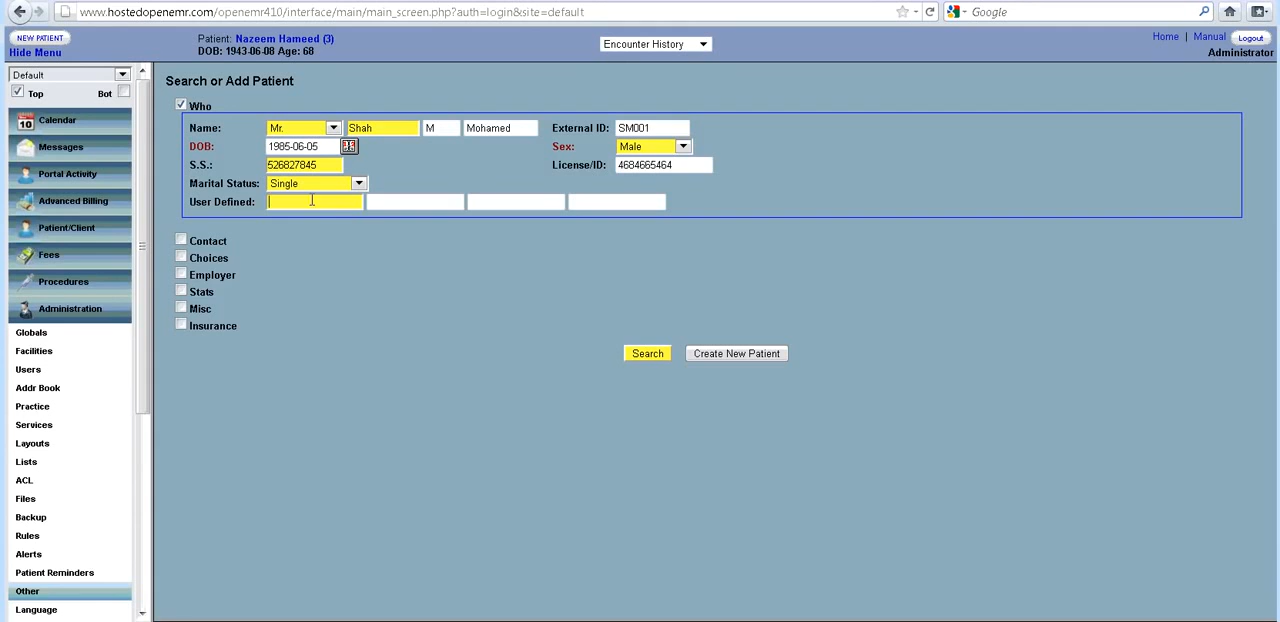 www.hostedopenemr.com/openemr410/interface/main/main_screen.php?auth=login&site=default
Google
NEW PATIENT
Hide Menu
Patient: Nazeem Hameed (3)
DOB: 1943-06-08 Age: 68
Encounter History
Home | Manual Logout
Administrator
Default
Top Bot
10 Calendar
Messages
Portal Activity
Advanced Billing
Patient/Client
Fees
Procedures
Administration
Globals
Facilities
Users
Addr Book
Practice
Services
Layouts
Lists
ACL
Files
Backup
Rules
Alerts
Patient Reminders
Other
Language
Search or Add Patient
Who
Name: Mr. Shah M Mohamed External ID: SM001
DOB: 1985-06-05 Sex: Male
S.S.: 526827845 License/ID: 4684665464
Marital Status: Single
User Defined:
Contact
Choices
Employer
Stats
Misc
Insurance
Search Create New Patient